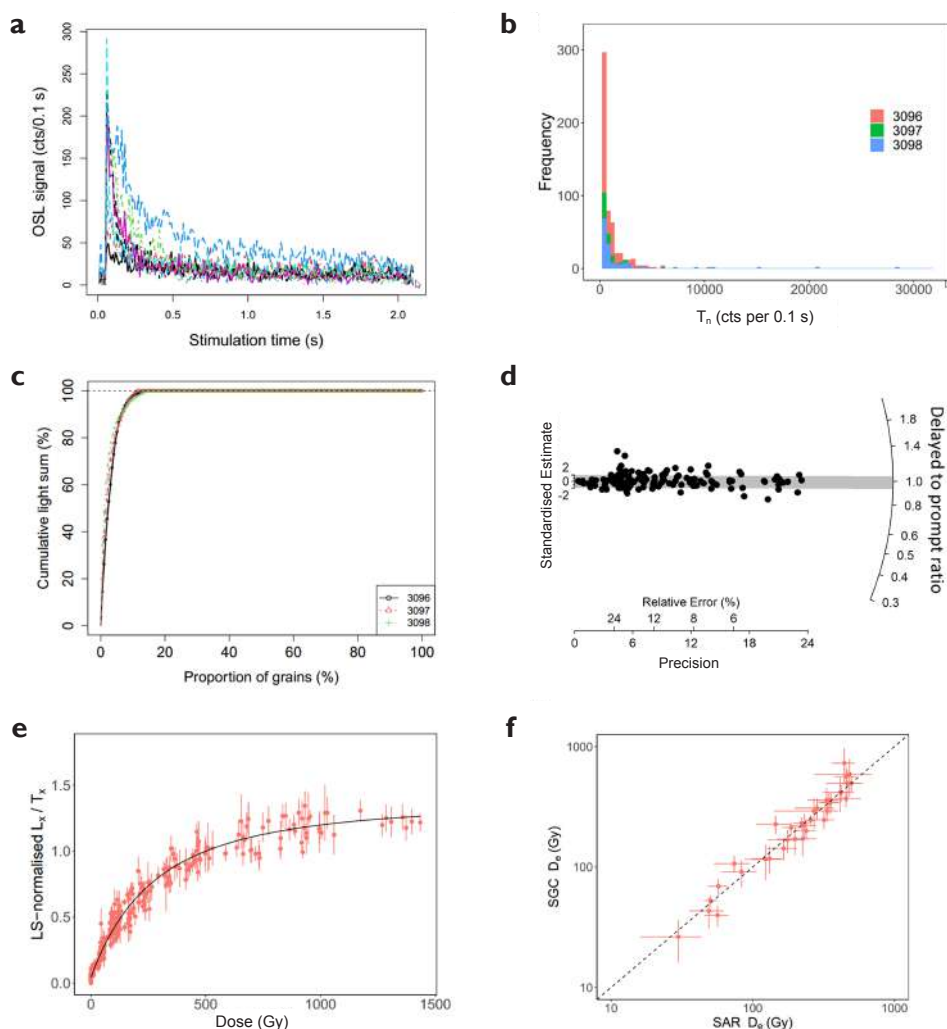 a
OSL signal (cts/0.1 s)
300
250
200
150
100
50
0
0.0 0.5 1.0 1.5 2.0
Stimulation time (s)
b
Frequency
300
200
100
0
3096
3097
3098
0 10000 20000 30000
Tₙ (cts per 0.1 s)
c
Cumulative light sum (%)
100
80
60
40
20
0
3096
3097
3098
0 20 40 60 80 100
Proportion of grains (%)
d
Standardised Estimate
2
0
-2
Delayed to prompt ratio
1.8
1.4
1.0
0.8
0.6
0.5
0.4
0.3
Relative Error (%)
24 12 8 6
0 6 12 18 24
Precision
e
LS-normalised Lₓ / Tₓ
1.5
1.0
0.5
0.0
0 500 1000 1500
Dose (Gy)
f
SGC Dₑ (Gy)
1000
100
10
10 100 1000
SAR Dₑ (Gy)